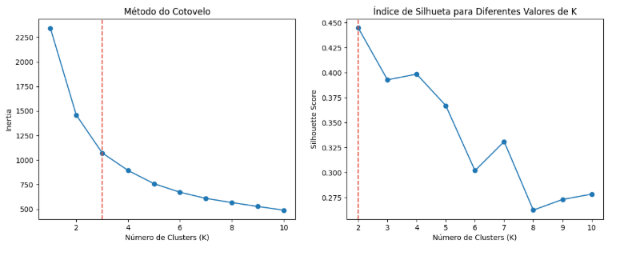 Método do Cotovelo
2250
2000
1750
1500
1250
1000
750
500
Inertia
2 4 6 8 10
Número de Clusters (K)
Índice de Silhueta para Diferentes Valores de K
0.450
0.425
0.400
0.375
0.350
0.325
0.300
0.275
Silhouette Score
2 3 4 5 6 7 8 9 10
Número de Clusters (K)